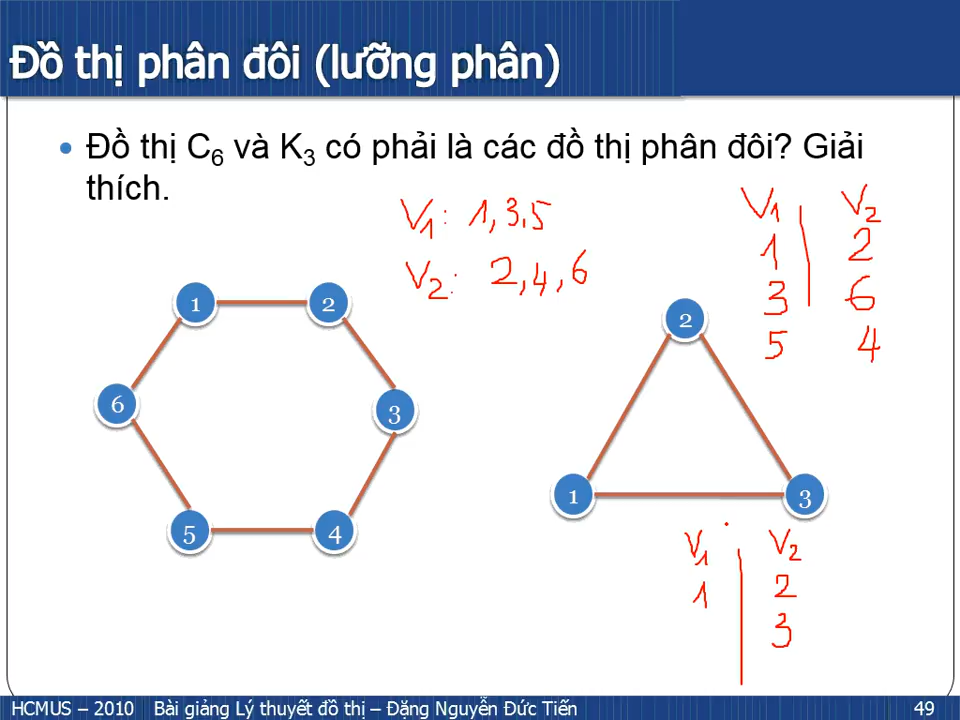 Đồ thị phân đôi (lưỡng phân)
• Đồ thị C6 và K3 có phải là các đồ thị phân đôi? Giải
thích.
V1: 1, 3, 5
V2: 2, 4, 6
V1 V2
1 2
3 6
5 4
1 2
6 3
5 4
2
1 3
V1 V2
1 2
3
HCMUS – 2010 Bài giảng Lý thuyết đồ thị – Đặng Nguyễn Đức Tiến 49